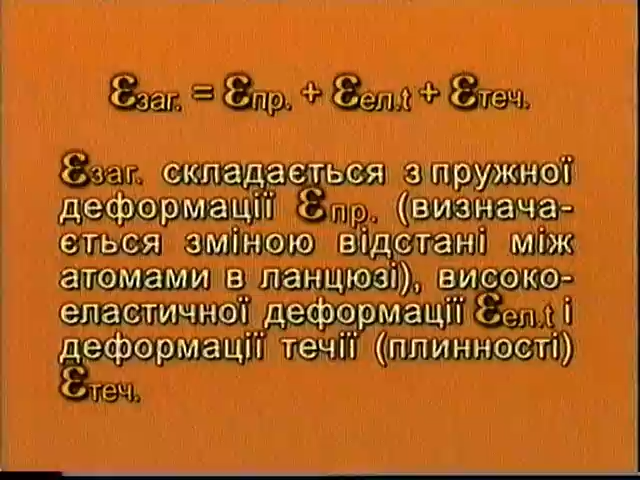 εзаг. = εпр. + εел.t + εтеч.
εзаг. складається з пружної
деформації εпр. (визнача-
ється зміною відстані між
атомами в ланцюзі), високо-
еластичної деформації εел.t і
деформації течії (плинності)
εтеч.